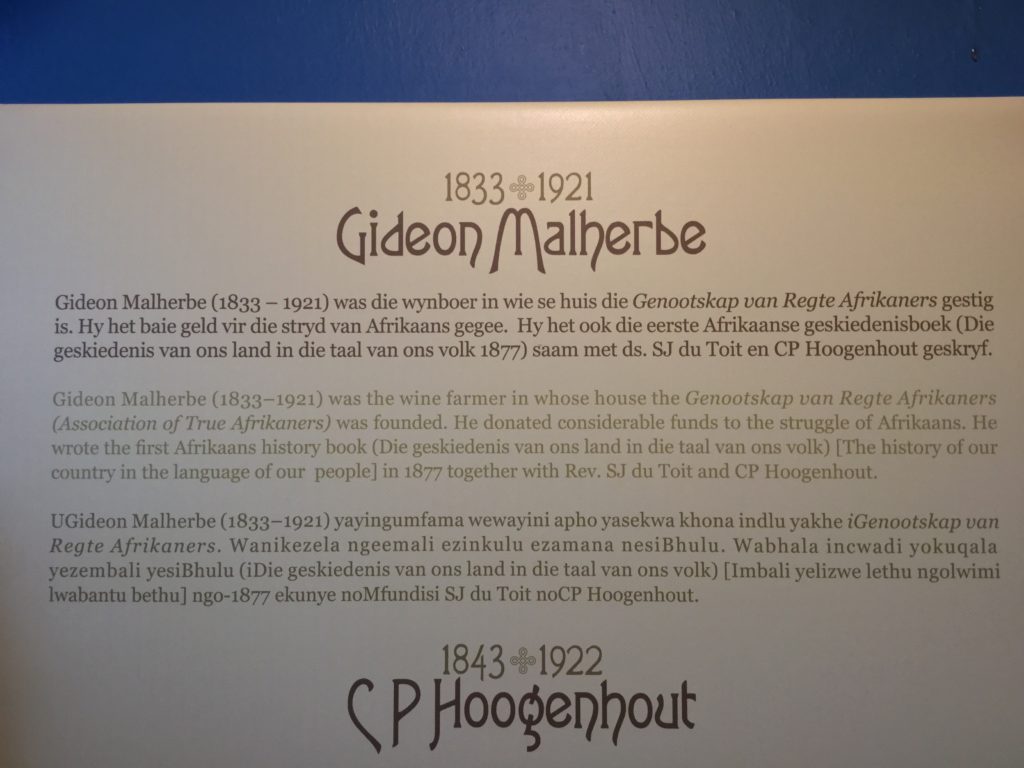 1833 1921
Gideon Malherbe
Gideon Malherbe (1833 – 1921) was die wynboer in wie se huis die Genootskap van Regte Afrikaners gestig
is. Hy het baie geld vir die stryd van Afrikaans gegee. Hy het ook die eerste Afrikaanse geskiedenisboek (Die
geskiedenis van ons land in die taal van ons volk 1877) saam met ds. SJ du Toit en CP Hoogenhout geskryf.
Gideon Malherbe (1833–1921) was the wine farmer in whose house the Genootskap van Regte Afrikaners
(Association of True Afrikaners) was founded. He donated considerable funds to the struggle of Afrikaans. He
wrote the first Afrikaans history book (Die geskiedenis van ons land in die taal van ons volk) [The history of our
country in the language of our people] in 1877 together with Rev. SJ du Toit and CP Hoogenhout.
UGideon Malherbe (1833–1921) yayingumfama wewayini apho yasekwa khona indlu yakhe iGenootskap van
Regte Afrikaners. Wanikezela ngeemali ezinkulu ezamana nesiBhulu. Wabhala incwadi yokuqala
yezembali yesiBhulu (iDie geskiedenis van ons land in die taal van ons volk) [Imbali yelizwe lethu ngolwimi
lwabantu bethu] ngo-1877 ekunye noMfundisi SJ du Toit noCP Hoogenhout.
1843 1922
C P Hoogenhout